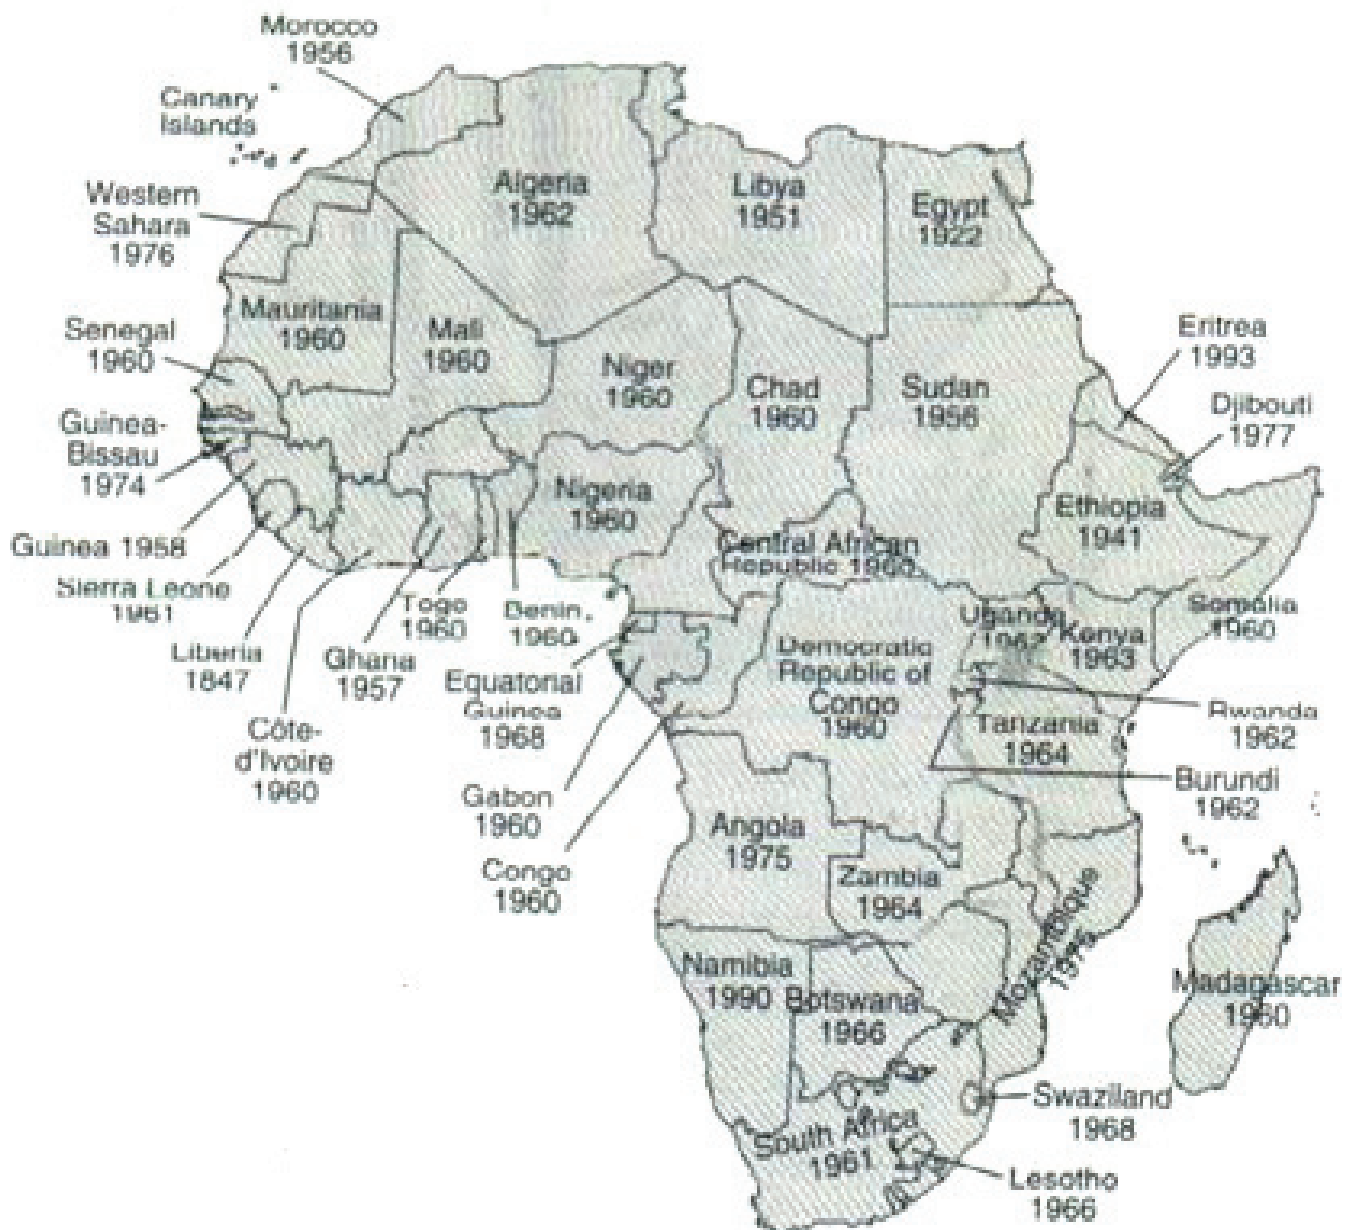 Morocco
1956
Canary
Islands
Western
Sahara
1976
Algeria
1962
Libya
1951
Egypt
1922
Mauritania
1960
Senegal
1960
Mali
1960
Niger
1960
Chad
1960
Sudan
1956
Eritrea
1993
Djibouti
1977
Guinea-
Bissau
1974
Nigeria
1960
Ethiopia
1941
Guinea 1958
Central African
Republic 1960
Sierra Leone
1961
Togo
1960
Benin
1960
Uganda
1962
Kenya
1963
Somalia
1960
Liberia
1847
Ghana
1957
Equatorial
Guinea
1968
Democratic
Republic of
Congo
1960
Rwanda
1962
Tanzania
1964
Côte-
d'Ivoire
1960
Burundi
1962
Gabon
1960
Angola
1975
Congo
1960
Zambia
1964
Mozambique
1975
Namibia
1990
Botswana
1966
Madagascar
1960
Swaziland
1968
South Africa
1961
Lesotho
1966